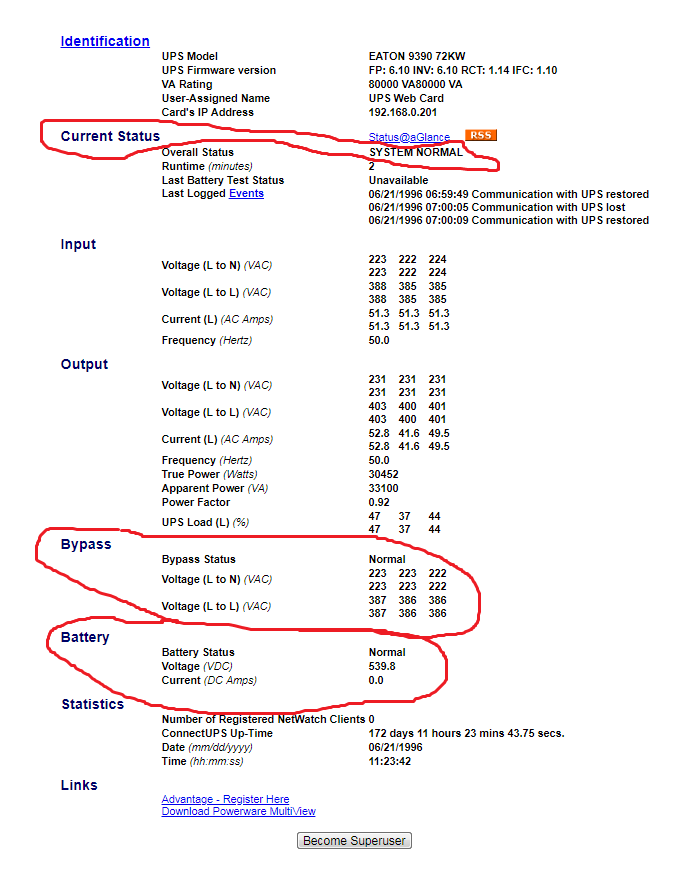 Identification
UPS Model EATON 9390 72KW
UPS Firmware version FP: 6.10 INV: 6.10 RCT: 1.14 IFC: 1.10
VA Rating 80000 VA80000 VA
User-Assigned Name UPS Web Card
Card's IP Address 192.168.0.201
Current Status Status@aGlance RSS
Overall Status SYSTEM NORMAL
Runtime (minutes) 2
Last Battery Test Status Unavailable
Last Logged Events 06/21/1996 06:59:49 Communication with UPS restored
06/21/1996 07:00:05 Communication with UPS lost
06/21/1996 07:00:09 Communication with UPS restored
Input
Voltage (L to N) (VAC) 223 222 224
223 222 224
Voltage (L to L) (VAC) 388 385 385
388 385 385
Current (L) (AC Amps) 51.3 51.3 51.3
51.3 51.3 51.3
Frequency (Hertz) 50.0
Output
Voltage (L to N) (VAC) 231 231 231
231 231 231
Voltage (L to L) (VAC) 403 400 401
403 400 401
Current (L) (AC Amps) 52.8 41.6 49.5
52.8 41.6 49.5
Frequency (Hertz) 50.0
True Power (Watts) 30452
Apparent Power (VA) 33100
Power Factor 0.92
UPS Load (L) (%) 47 37 44
47 37 44
Bypass
Bypass Status Normal
Voltage (L to N) (VAC) 223 223 222
223 223 222
Voltage (L to L) (VAC) 387 386 386
387 386 386
Battery
Battery Status Normal
Voltage (VDC) 539.8
Current (DC Amps) 0.0
Statistics
Number of Registered NetWatch Clients 0
ConnectUPS Up-Time 172 days 11 hours 23 mins 43.75 secs.
Date (mm/dd/yyyy) 06/21/1996
Time (hh:mm:ss) 11:23:42
Links
Advantage - Register Here
Download Powerware MultiView
Become Superuser